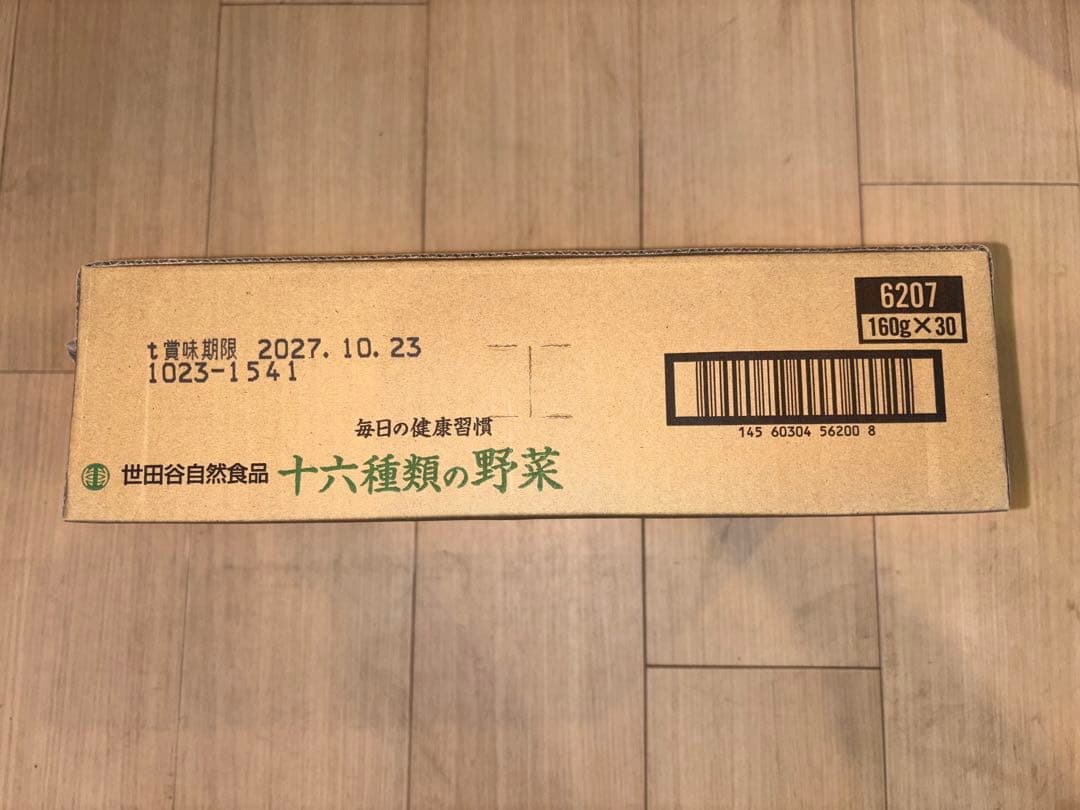 6207
160g×30
t賞味期限 2027.10.23
1023-1541
145 60304 56200 8
毎日の健康習慣
世田谷自然食品 十六種類の野菜